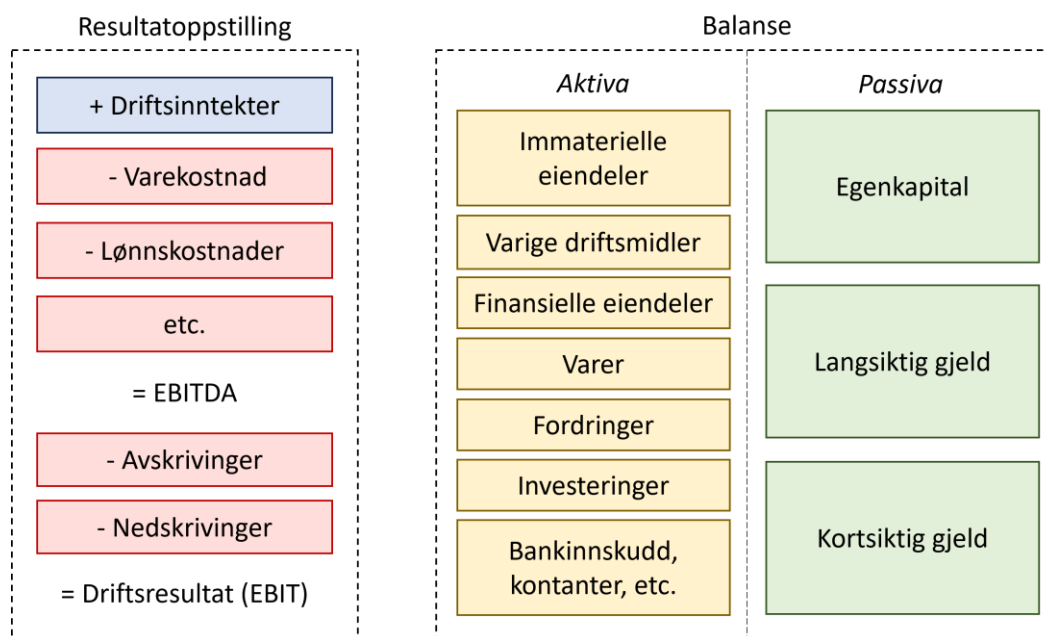 Resultatoppstilling
+ Driftsinntekter
- Varekostnad
- Lønnskostnader
etc.
= EBITDA
- Avskrivinger
- Nedskrivinger
= Driftsresultat (EBIT)
Balanse
Aktiva
Immaterielle
eiendeler
Varige driftsmidler
Finansielle eiendeler
Varer
Fordringer
Investeringer
Bankinnskudd,
kontanter, etc.
Passiva
Egenkapital
Langsiktig gjeld
Kortsiktig gjeld